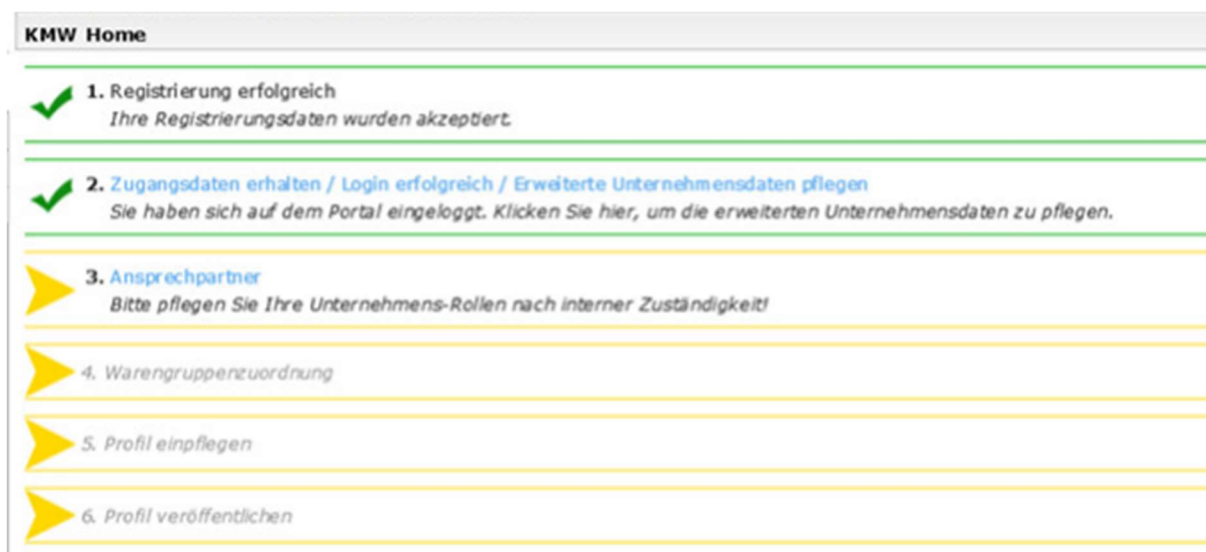 KMW Home
1. Registrierung erfolgreich
Ihre Registrierungsdaten wurden akzeptiert.
2. Zugangsdaten erhalten / Login erfolgreich / Erweiterte Unternehmensdaten pflegen
Sie haben sich auf dem Portal eingeloggt. Klicken Sie hier, um die erweiterten Unternehmensdaten zu pflegen.
3. Ansprechpartner
Bitte pflegen Sie Ihre Unternehmens-Rollen nach interner Zuständigkeit!
4. Warengruppenzuordnung
5. Profil einpflegen
6. Profil veröffentlichen